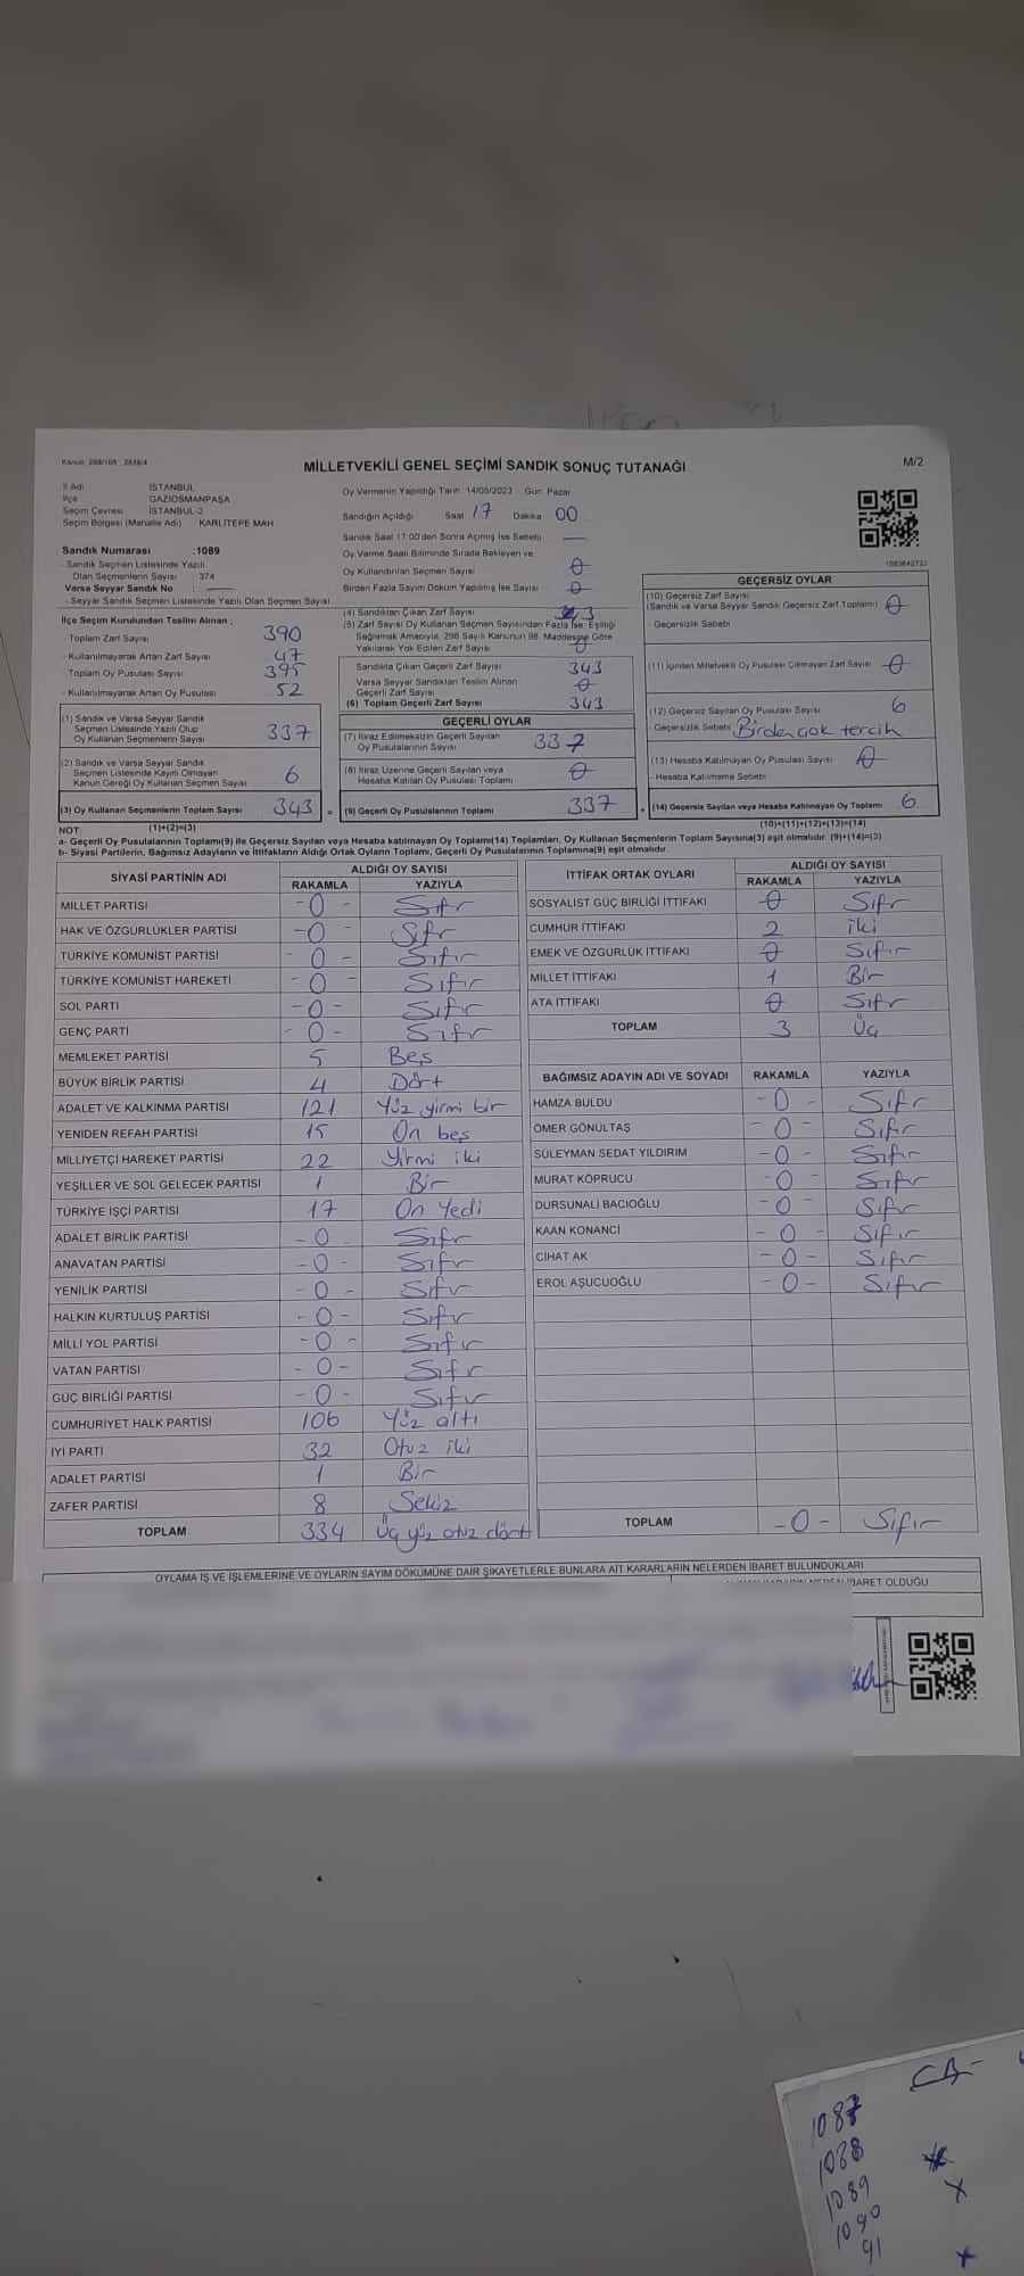 MİLLETVEKİLİ GENEL SEÇİMİ SANDIK SONUÇ TUTANAĞI
M/2
İl Adı İSTANBUL
İlçe GAZİOSMANPAŞA
Seçim Çevresi İSTANBUL-2
Seçim Bölgesi (Mahalle Adı) KARLITEPE MAH
Sandık Numarası :1089
Sandık Seçmen Listesinde Yazılı
Olan Seçmenlerin Sayısı 374
Varsa Seyyar Sandık No
Seyyar Sandık Seçmen Listesinde Yazılı Olan Seçmen Sayısı
İlçe Seçim Kurulundan Teslim Alınan ;
Toplam Zarf Sayısı 390
Kullanılmayarak Artan Zarf Sayısı 47
Toplam Oy Pusulası Sayısı 395
Kullanılmayarak Artan Oy Pusulası 52
(1) Sandık ve Varsa Seyyar Sandık
Seçmen Listesinde Yazılı Olup
Oy Kullanan Seçmenlerin Sayısı 337
(2) Sandık ve Varsa Seyyar Sandık
Seçmen Listesinde Kayıtlı Olmayan
Kanun Gereği Oy Kullanan Seçmen Sayısı 6
(3) Oy Kullanan Seçmenlerin Toplam Sayısı 343
(1)+(2)=(3)
Oy Vermenin Yapıldığı Tarih 14/05/2023 Gün Pazar
Sandığın Açıldığı Saat 17 Dakika 00
Sandık Saat 17:00'den Sonra Açılmış İse Sebebi
Oy Verme Saati Bitiminde Sırada Bekleyen ve
Oy Kullandırılan Seçmen Sayısı 0
Birden Fazla Sayım Döküm Yapılmış İse Sayısı 0
(4) Sandıktan Çıkan Zarf Sayısı
(5) Zarf Sayısı Oy Kullanan Seçmen Sayısından Fazla İse; Eşitliği
Sağlamak Amacıyla, 298 Sayılı Kanunun 98. Maddesine Göre
Yakılarak Yok Edilen Zarf Sayısı 0
Sandıkta Çıkan Geçerli Zarf Sayısı 343
Varsa Seyyar Sandıktan Teslim Alınan
Geçerli Zarf Sayısı 0
(6) Toplam Geçerli Zarf Sayısı 343
GEÇERLİ OYLAR
(7) İtiraz Edilmeksizin Geçerli Sayılan
Oy Pusulalarının Sayısı 337
(8) İtiraz Üzerine Geçerli Sayılan veya
Hesaba Katılan Oy Pusulası Toplamı 0
(9) Geçerli Oy Pusulalarının Toplamı 337
GEÇERSİZ OYLAR
(10) Geçersiz Zarf Sayısı
(Sandık ve Varsa Seyyar Sandık Geçersiz Zarf Toplamı) 0
Geçersizlik Sebebi
(11) İçinden Milletvekili Oy Pusulası Çıkmayan Zarf Sayısı 0
(12) Geçersiz Sayılan Oy Pusulası Sayısı 6
Geçersizlik Sebebi Birden çok tercih
(13) Hesaba Katılmayan Oy Pusulası Sayısı 0
Hesaba Katılmama Sebebi
(14) Geçersiz Sayılan veya Hesaba Katılmayan Oy Toplamı 6
(10)+(11)+(12)+(13)=(14)
NOT:
a- Geçerli Oy Pusulalarının Toplamı(9) ile Geçersiz Sayılan veya Hesaba katılmayan Oy Toplamı(14) Toplamları, Oy Kullanan Seçmenlerin Toplam Sayısına(3) eşit olmalıdır. (9)+(14)=(3)
b- Siyasi Partilerin, Bağımsız Adayların ve İttifakların Aldığı Ortak Oyların Toplamı, Geçerli Oy Pusulalarının Toplamına(9) eşit olmalıdır.
SİYASİ PARTİNİN ADI ALDIĞI OY SAYISI
RAKAMLA YAZIYLA
MİLLET PARTİSİ -0- Sıfır
HAK VE ÖZGÜRLÜKLER PARTİSİ -0- Sıfır
TÜRKİYE KOMÜNİST PARTİSİ -0- Sıfır
TÜRKİYE KOMÜNİST HAREKETİ -0- Sıfır
SOL PARTİ -0- Sıfır
GENÇ PARTİ -0- Sıfır
MEMLEKET PARTİSİ 5 Beş
BÜYÜK BİRLİK PARTİSİ 4 Dört
ADALET VE KALKINMA PARTİSİ 121 Yüz yirmi bir
YENİDEN REFAH PARTİSİ 15 On beş
MİLLİYETÇİ HAREKET PARTİSİ 22 Yirmi iki
YEŞİLLER VE SOL GELECEK PARTİSİ 1 Bir
TÜRKİYE İŞÇİ PARTİSİ 17 On Yedi
ADALET BİRLİK PARTİSİ -0- Sıfır
ANAVATAN PARTİSİ -0- Sıfır
YENİLİK PARTİSİ -0- Sıfır
HALKIN KURTULUŞ PARTİSİ -0- Sıfır
MİLLİ YOL PARTİSİ -0- Sıfır
VATAN PARTİSİ -0- Sıfır
GÜÇ BİRLİĞİ PARTİSİ -0- Sıfır
CUMHURİYET HALK PARTİSİ 106 Yüz altı
İYİ PARTİ 32 Otuz iki
ADALET PARTİSİ 1 Bir
ZAFER PARTİSİ 8 Sekiz
TOPLAM 334 Üç yüz otuz dört
İTTİFAK ORTAK OYLARI ALDIĞI OY SAYISI
RAKAMLA YAZIYLA
SOSYALİST GÜÇ BİRLİĞİ İTTİFAKI 0 Sıfır
CUMHUR İTTİFAKI 2 iki
EMEK VE ÖZGÜRLÜK İTTİFAKI 0 Sıfır
MİLLET İTTİFAKI 1 Bir
ATA İTTİFAKI 0 Sıfır
TOPLAM 3 Üç
BAĞIMSIZ ADAYIN ADI VE SOYADI RAKAMLA YAZIYLA
HAMZA BULDU -0- Sıfır
ÖMER GÖNÜLTAŞ -0- Sıfır
SÜLEYMAN SEDAT YILDIRIM -0- Sıfır
MURAT KÖPRÜCÜ -0- Sıfır
DURSUNALİ BACIOĞLU -0- Sıfır
KAAN KONANCİ -0- Sıfır
CİHAT AK -0- Sıfır
EROL AŞUCUOĞLU -0- Sıfır
TOPLAM -0- Sıfır
OYLAMA İŞ VE İŞLEMLERİNE VE OYLARIN SAYIM DÖKÜMÜNE DAİR ŞİKAYETLERLE BUNLARA AİT KARARLARIN NELERDEN İBARET BULUNDUKLARI
İBARET OLDUĞU
CB-
1087
1088
1089
1090
91